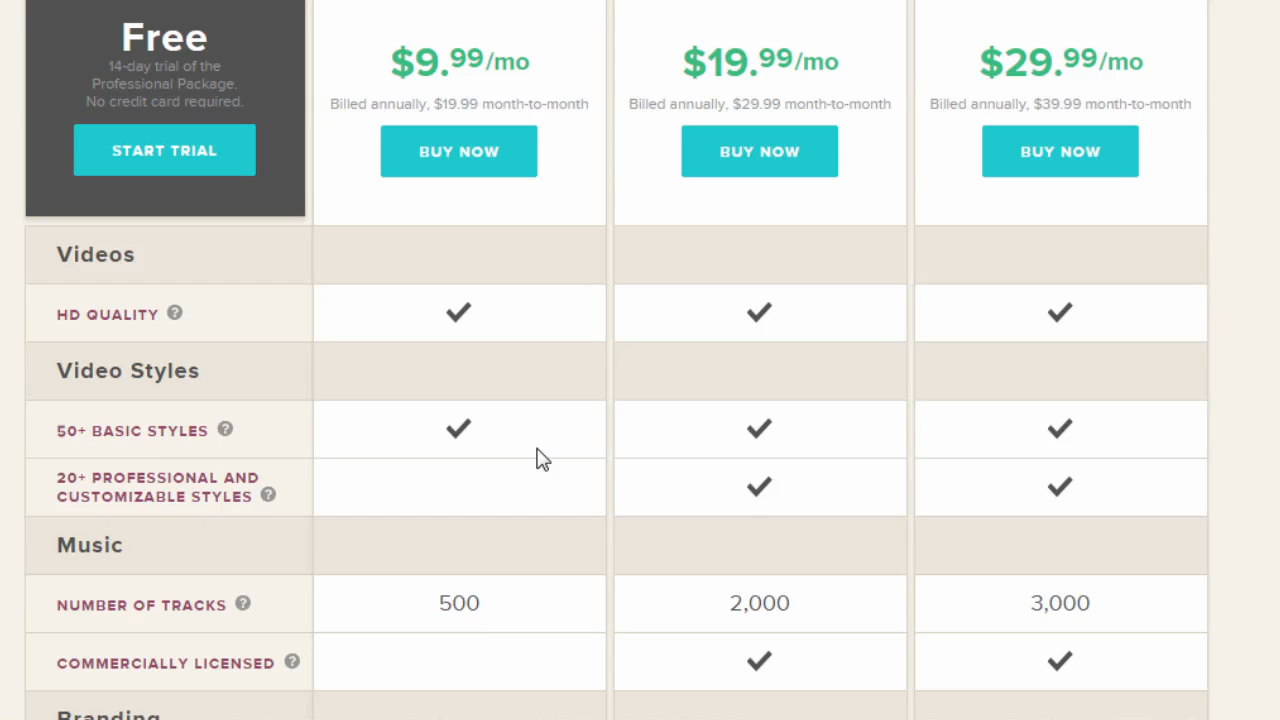 Free
14-day trial of the
Professional Package.
No credit card required.
START TRIAL
$9.99/mo
Billed annually, $19.99 month-to-month
BUY NOW
$19.99/mo
Billed annually, $29.99 month-to-month
BUY NOW
$29.99/mo
Billed annually, $39.99 month-to-month
BUY NOW
Videos
HD QUALITY ?
Video Styles
50+ BASIC STYLES ?
20+ PROFESSIONAL AND
CUSTOMIZABLE STYLES ?
Music
NUMBER OF TRACKS ? 500 2,000 3,000
COMMERCIALLY LICENSED ?
Branding